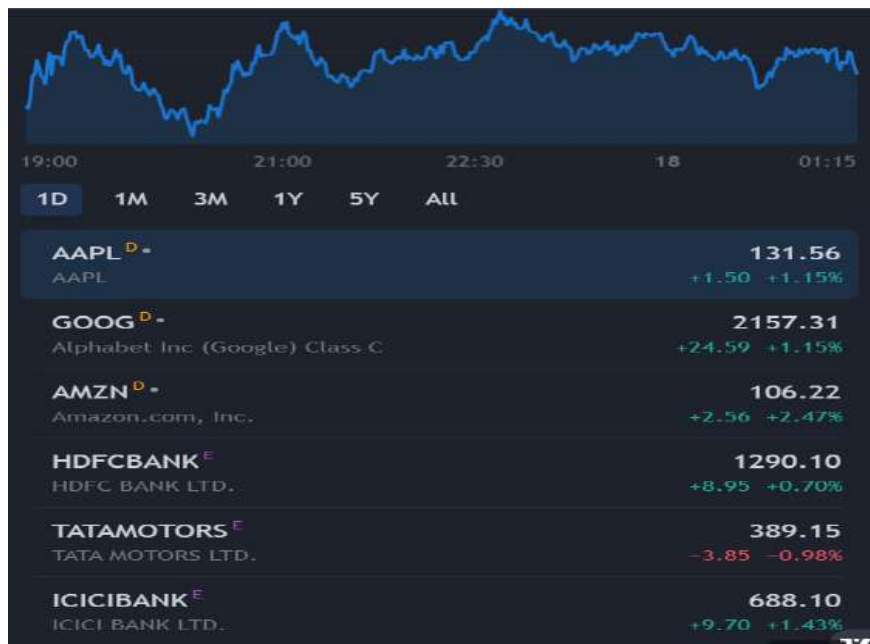 19:00 21:00 22:30 18 01:15
1D 1M 3M 1Y 5Y All
AAPL D 131.56
AAPL +1.50 +1.15%
GOOG D 2157.31
Alphabet Inc (Google) Class C +24.59 +1.15%
AMZN D 106.22
Amazon.com, Inc. +2.56 +2.47%
HDFCBANK E 1290.10
HDFC BANK LTD. +8.95 +0.70%
TATAMOTORS E 389.15
TATA MOTORS LTD. −3.85 −0.98%
ICICIBANK E 688.10
ICICI BANK LTD. +9.70 +1.43%